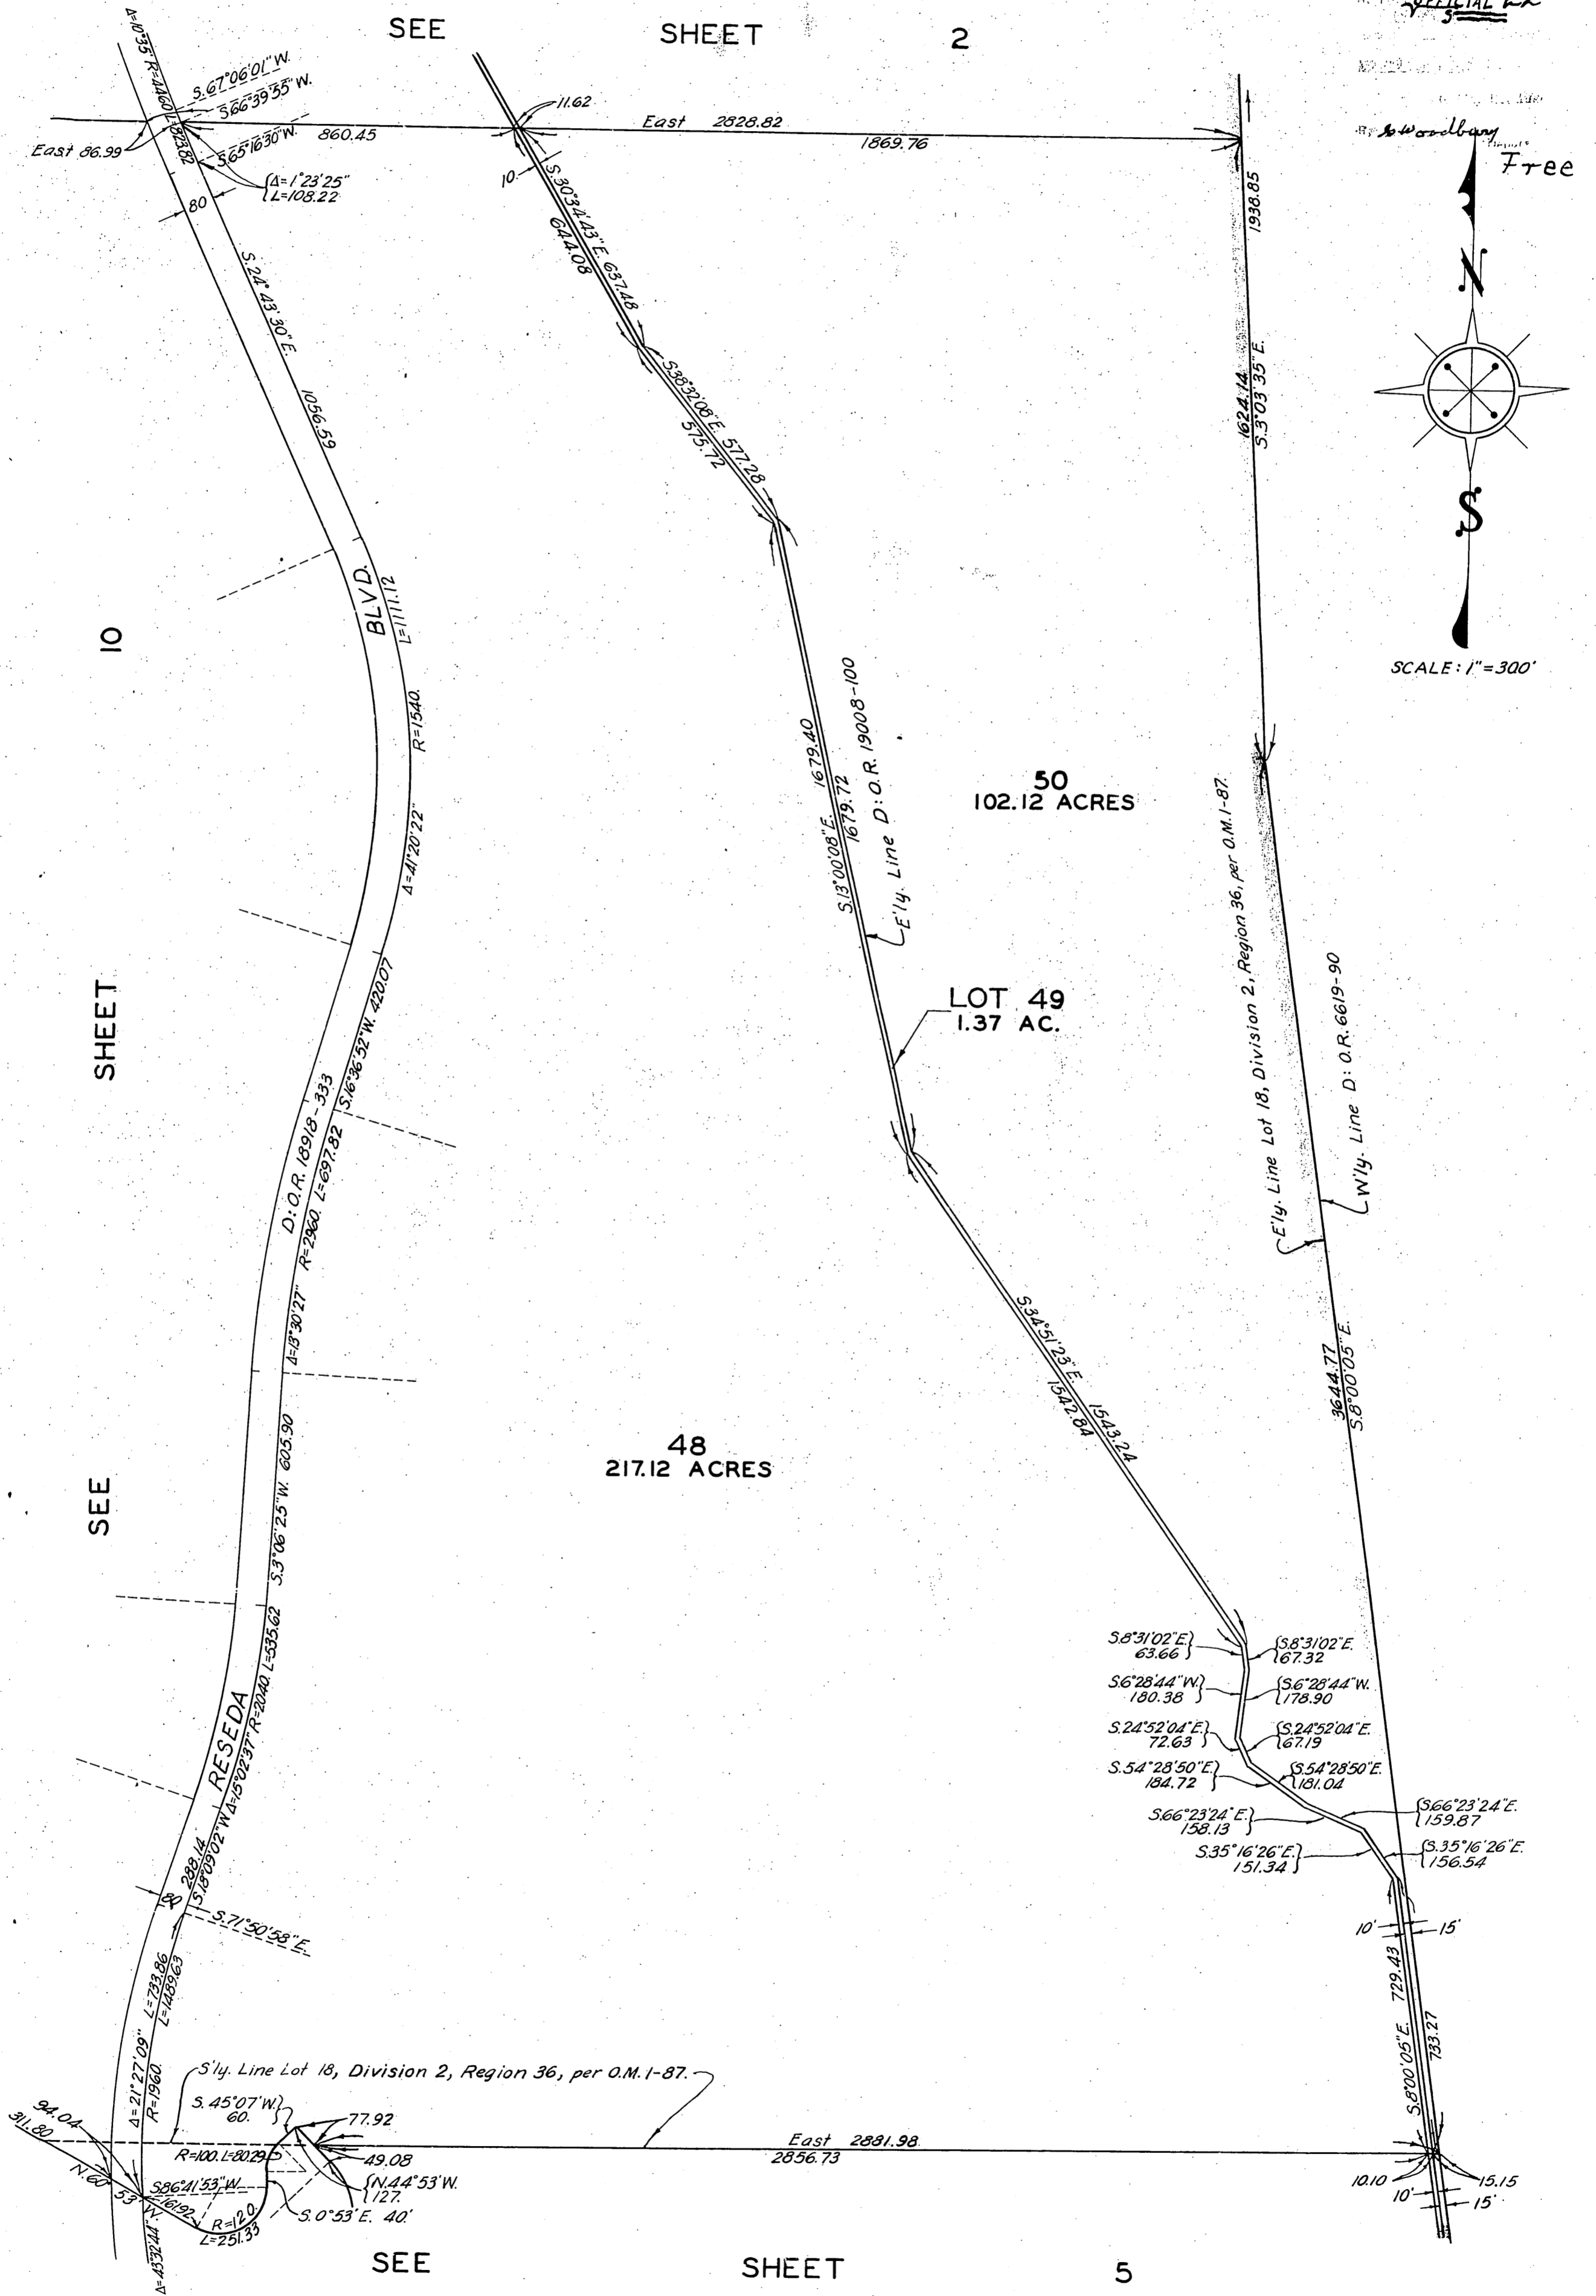 OFFICIAL
SEE SHEET 2
Woodbury
Free
N
S
SCALE: 1"=300'
Δ=10°35' R=4460 L=823.82
S.67°06'01"W.
S.66°39'55"W.
S.65°16'30"W.
East 86.99
860.45
11.62
East 2828.82
1869.76
{Δ=1°23'25"
L=108.22
80
10.
S.30°34'43"E. 637.48
644.08
1938.85
S.24°43'30"E.
1056.59
S.38°32'08"E. 577.28
575.72
1624.14
S.3°03'35"E.
BLVD.
L=1111.12
R=1540.
Δ=41°20'22"
SEE SHEET 10
S.13°00'08"E. 1679.40
1679.72
E'ly. Line D: O.R. 19008-100
50
102.12 ACRES
E'ly. Line Lot 18, Division 2, Region 36, per O.M. 1-87.
W'ly. Line D: O.R. 6619-90
LOT 49
1.37 AC.
S.16°36'52"W. 420.07
D: O.R. 18918-333
Δ=13°30'27" R=2960. L=697.82
S.34°51'23"E. 1543.24
1542.84
3644.77
S.8°00'05"E.
48
217.12 ACRES
S.3°06'25"W. 605.90
RESEDA
Δ=15°02'37" R=2040. L=535.62
S.8°31'02"E.}
63.66
{S.8°31'02"E.
67.32
S.6°28'44"W.}
180.38
{S.6°28'44"W.
178.90
S.24°52'04"E.}
72.63
{S.24°52'04"E.
67.19
S.54°28'50"E.}
184.72
{S.54°28'50"E.
181.04
S.66°23'24"E.}
158.13
{S.66°23'24"E.
159.87
S.35°16'26"E.}
151.34
{S.35°16'26"E.
156.54
288.14
S.18°09'02"W.
80
S.71°50'58"E.
10'
15'
729.43
S.8°00'05"E.
733.27
Δ=21°27'09" L=733.86
R=1960. L=1489.63
S'ly. Line Lot 18, Division 2, Region 36, per O.M. 1-87.
S.45°07'W.}
60.
77.92
94.04
311.80
R=100. L=80.29
49.08
East 2881.98
2856.73
{N.44°53'W.
127.
N.60°53'W.
S.86°41'53"W.
161.92
R=120.
L=251.33
S.0°53'E. 40'
Δ=43°32'44"
10.10
15.15
10'
15'
SEE SHEET 5